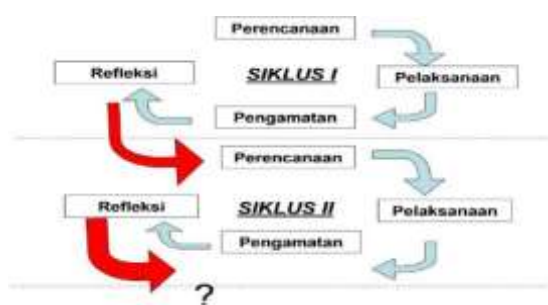 Perencanaan
Refleksi
SIKLUS I
Pelaksanaan
Pengamatan
Perencanaan
Refleksi
SIKLUS II
Pelaksanaan
Pengamatan
?